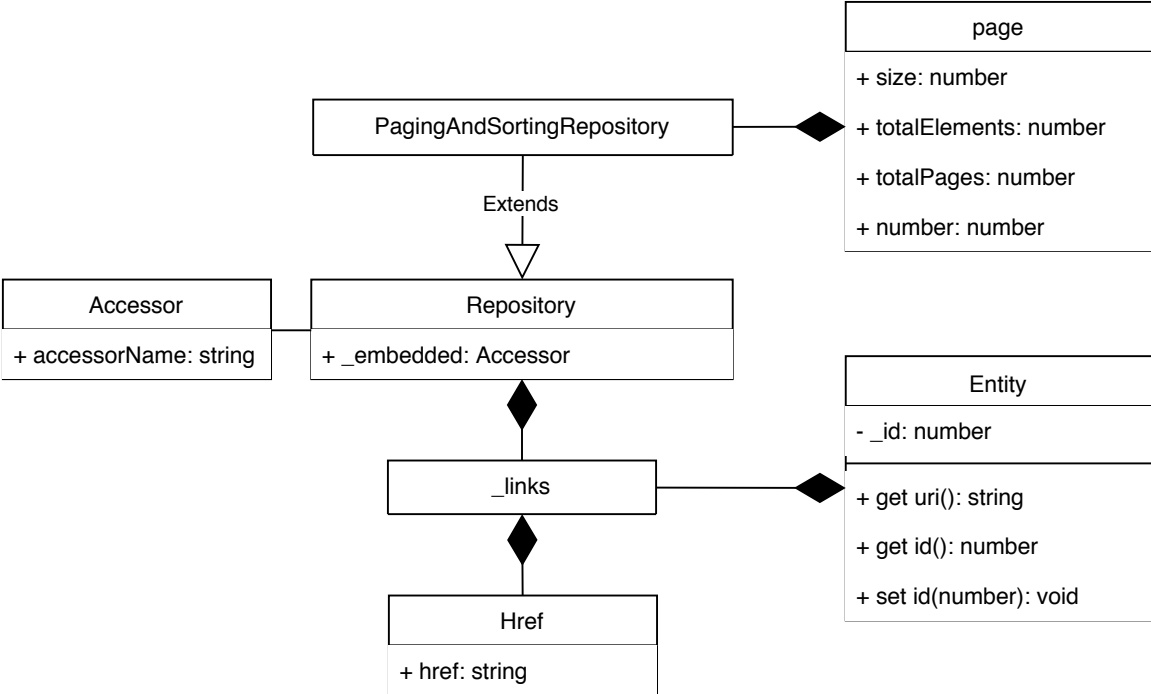 page
+ size: number
+ totalElements: number
+ totalPages: number
+ number: number
PagingAndSortingRepository
Extends
Accessor
+ accessorName: string
Repository
+ _embedded: Accessor
Entity
- _id: number
+ get uri(): string
+ get id(): number
+ set id(number): void
_links
Href
+ href: string